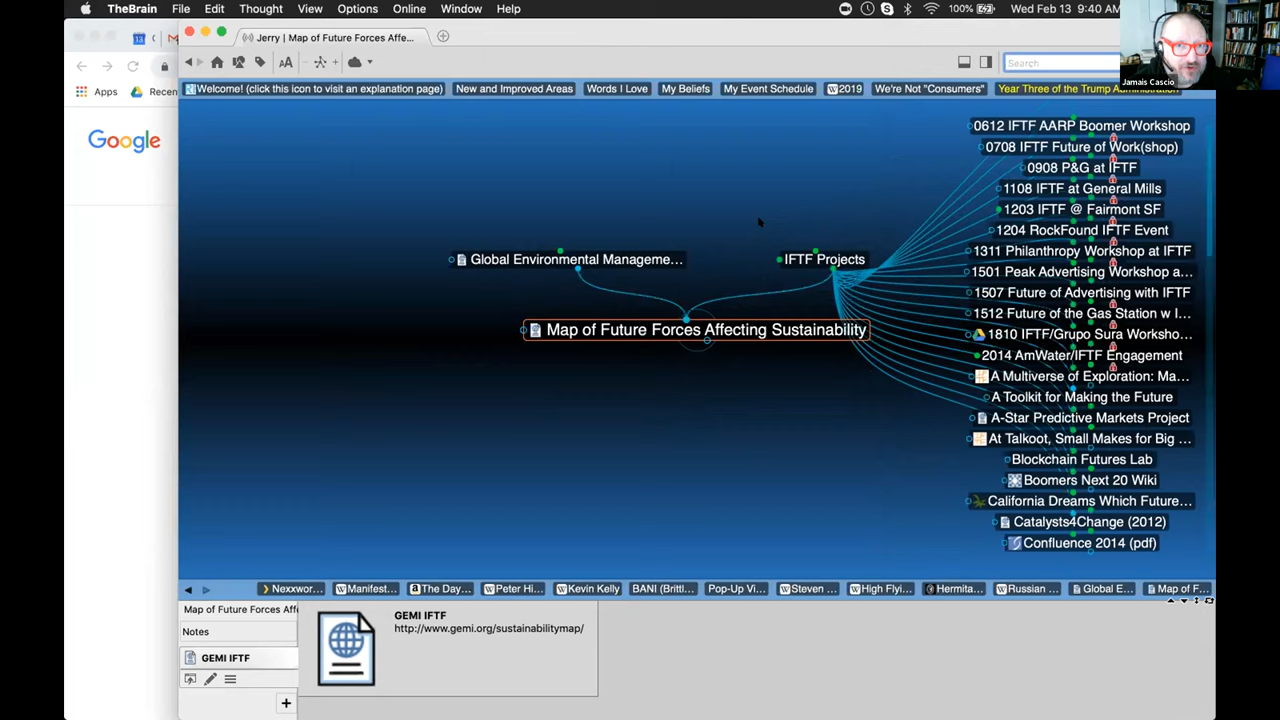 TheBrain File Edit Thought View Options Online Window Help 100% Wed Feb 13 9:40 AM
Jerry | Map of Future Forces Affe...
AA
Search
Jamais Cascio
Apps Recen
Welcome! (click this icon to visit an explanation page) New and Improved Areas Words I Love My Beliefs My Event Schedule 2019 We're Not "Consumers" Year Three of the Trump Administration
Google
0612 IFTF AARP Boomer Workshop
0708 IFTF Future of Work(shop)
0908 P&G at IFTF
1108 IFTF at General Mills
1203 IFTF @ Fairmont SF
1204 RockFound IFTF Event
1311 Philanthropy Workshop at IFTF
Global Environmental Manageme... IFTF Projects
1501 Peak Advertising Workshop a...
1507 Future of Advertising with IFTF
1512 Future of the Gas Station w I...
Map of Future Forces Affecting Sustainability
1810 IFTF/Grupo Sura Worksho...
2014 AmWater/IFTF Engagement
A Multiverse of Exploration: Ma...
A Toolkit for Making the Future
A-Star Predictive Markets Project
At Talkoot, Small Makes for Big ...
Blockchain Futures Lab
Boomers Next 20 Wiki
California Dreams Which Future...
Catalysts4Change (2012)
Confluence 2014 (pdf)
Nexxwor... Manifest... The Day... Peter Hi... Kevin Kelly BANI (Brittl... Pop-Up Vi... Steven ... High Flyi... Hermita... Russian ... Global E... Map of F...
Map of Future Forces Affe
Notes
GEMI IFTF
GEMI IFTF
http://www.gemi.org/sustainabilitymap/